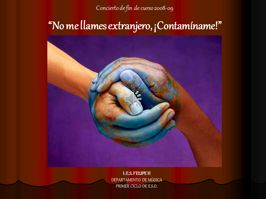 Concierto de fin de curso 2008-09
“No me llames extranjero, ¡Contamíname!”
I.E.S. FELIPE II
DEPARTAMENTO DE MÚSICA
PRIMER CICLO DE E.S.O.